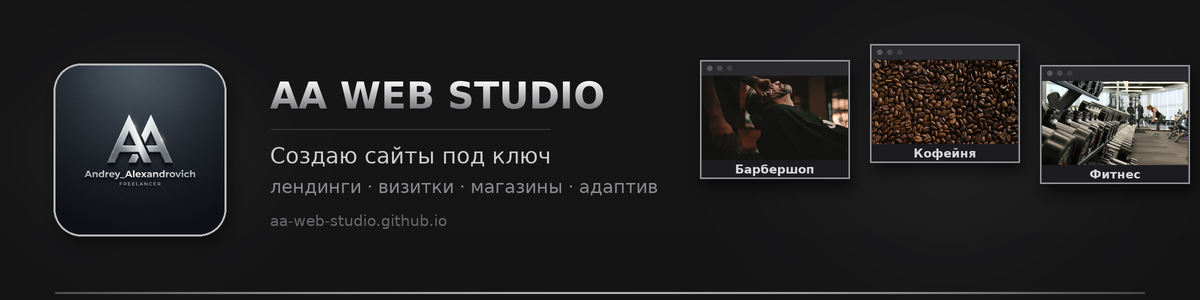 AA
Andrey_Alexandrovich
FREELANCER
AA WEB STUDIO
Создаю сайты под ключ
лендинги · визитки · магазины · адаптив
aa-web-studio.github.io
Барбершоп
Кофейня
Фитнес